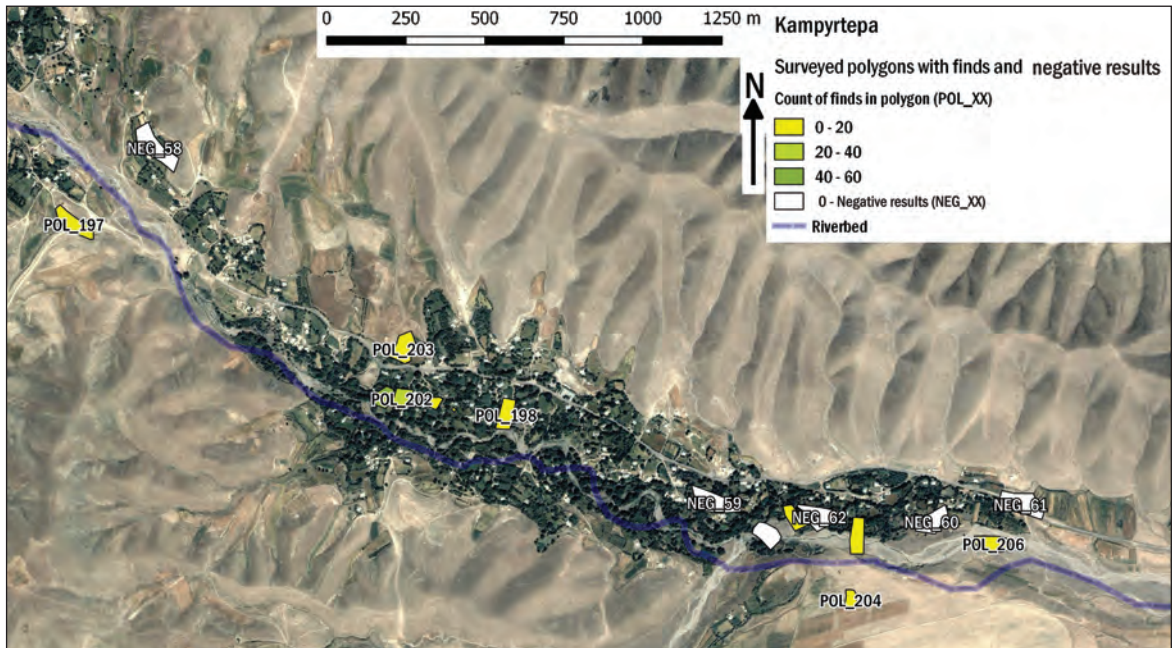 0 250 500 750 1000 1250 m
Kampyrtepa
Surveyed polygons with finds and negative results
N
Count of finds in polygon (POL_XX)
0 - 20
20 - 40
40 - 60
0 - Negative results (NEG_XX)
Riverbed
NEG_58
POL_197
POL_203
POL_202
POL_198
NEG_59
NEG_62
NEG_60
NEG_61
POL_206
POL_204